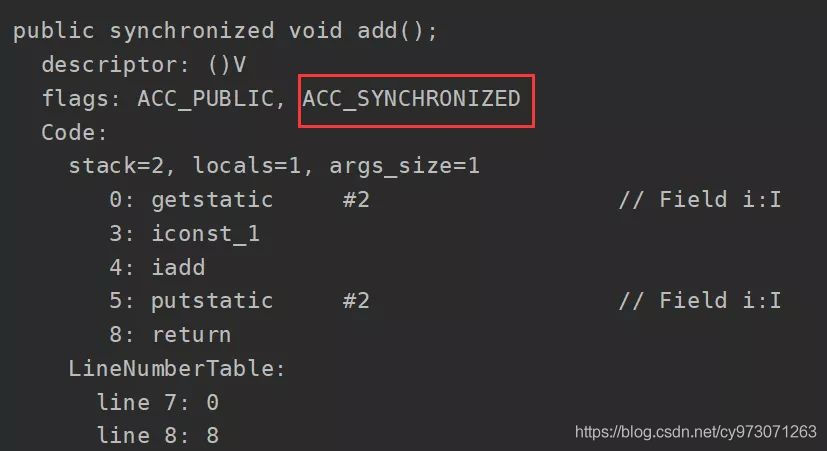 public synchronized void add();
descriptor: ()V
flags: ACC_PUBLIC, ACC_SYNCHRONIZED
Code:
stack=2, locals=1, args_size=1
0: getstatic #2 // Field i:I
3: iconst_1
4: iadd
5: putstatic #2 // Field i:I
8: return
LineNumberTable:
line 7: 0
line 8: 8
https://blog.csdn.net/cy973071263